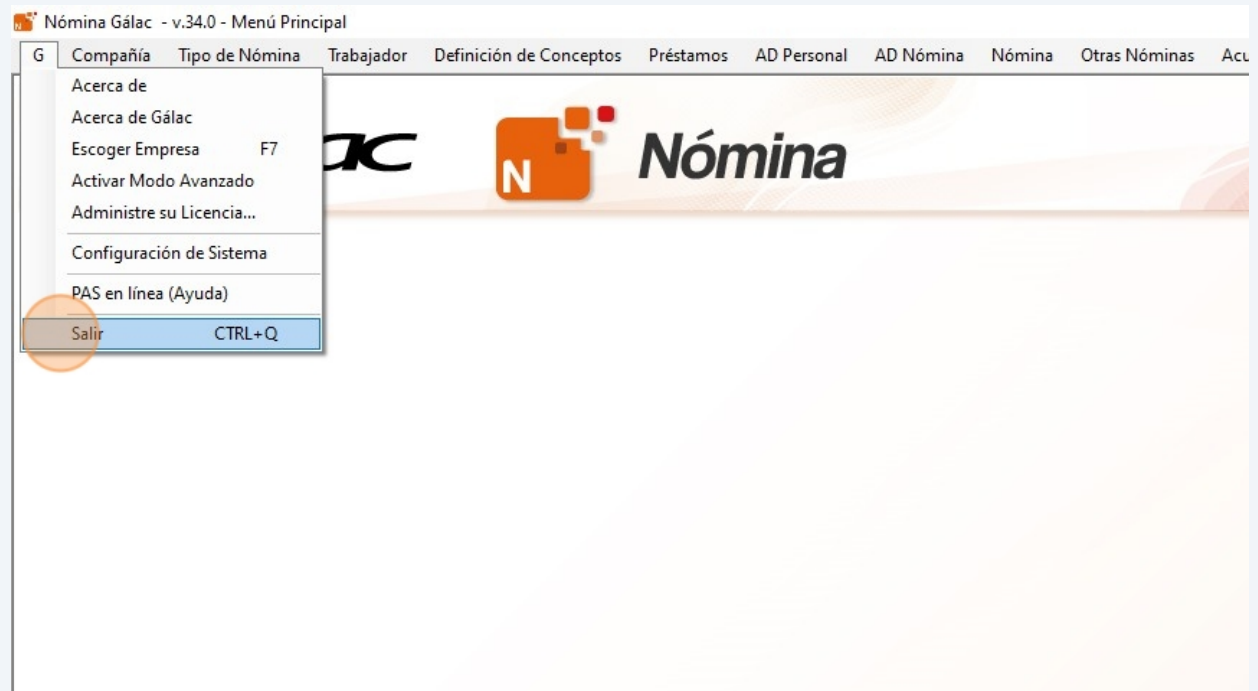 Nómina Gálac - v.34.0 - Menú Principal
G Compañía Tipo de Nómina Trabajador Definición de Conceptos Préstamos AD Personal AD Nómina Nómina Otras Nóminas
Acerca de
Acerca de Gálac
Escoger Empresa F7
Activar Modo Avanzado
Administre su Licencia...
Configuración de Sistema
PAS en línea (Ayuda)
Salir CTRL+Q
N Nómina